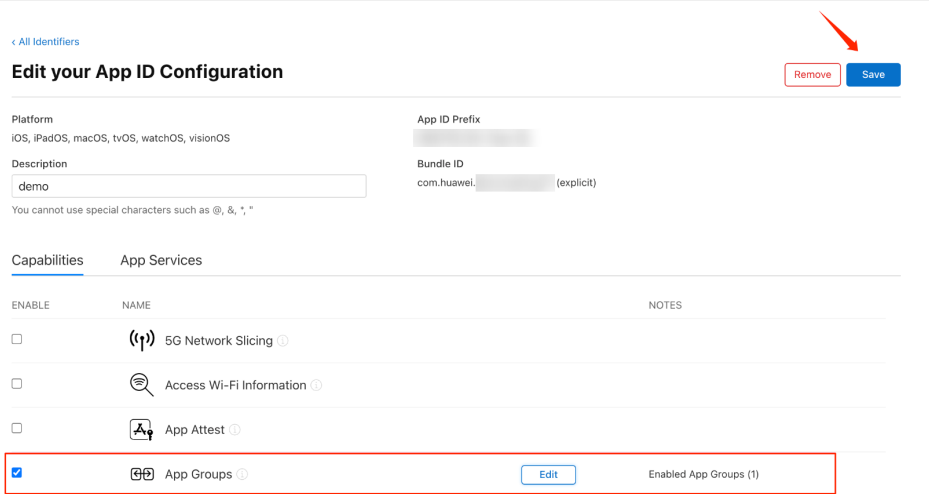 ‹ All Identifiers
Edit your App ID Configuration
Remove
Save
Platform
App ID Prefix
iOS, iPadOS, macOS, tvOS, watchOS, visionOS
Description
Bundle ID
demo
com.huawei. (explicit)
You cannot use special characters such as @, &, *, "
Capabilities
App Services
ENABLE NAME NOTES
5G Network Slicing
Access Wi-Fi Information
App Attest
App Groups Edit Enabled App Groups (1)